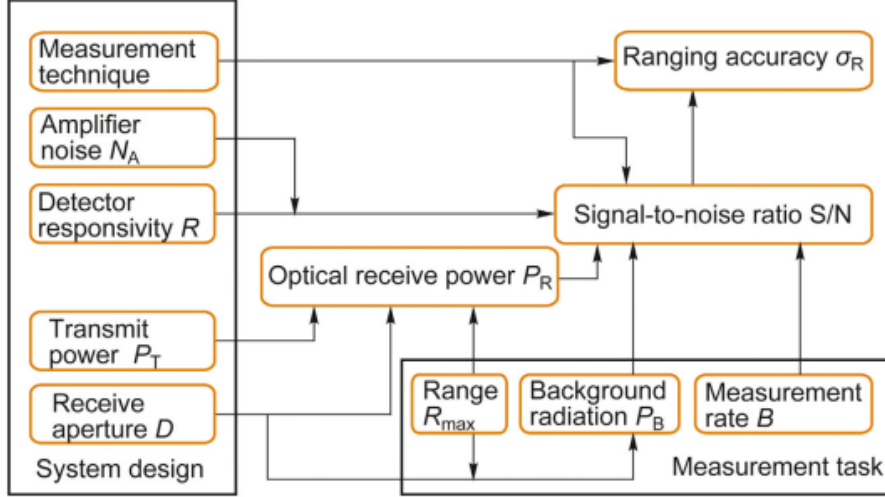 Measurement
technique
Ranging accuracy σR
Amplifier
noise NA
Detector
responsivity R
Signal-to-noise ratio S/N
Optical receive power PR
Transmit
power PT
Receive
aperture D
Range
Rmax
Background
radiation PB
Measurement
rate B
System design
Measurement task